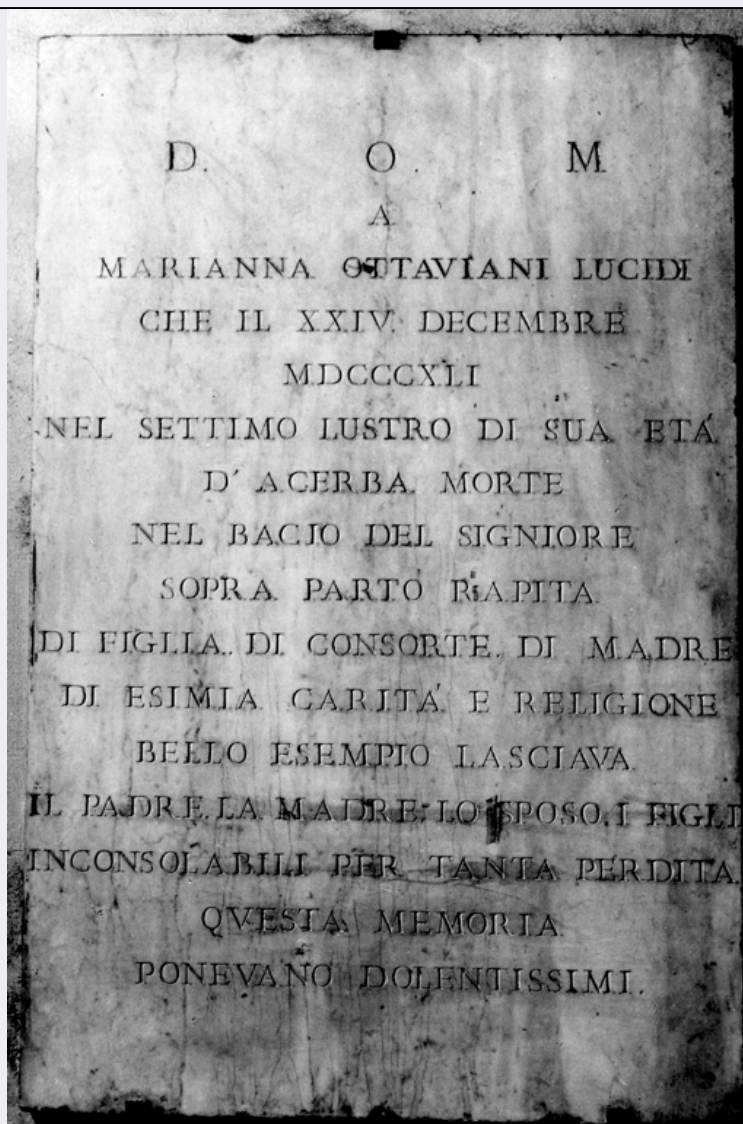 D. O. M
A
MARIANNA OTTAVIANI LUCIDI
CHE IL XXIV. DECEMBRE
MDCCCXLI
NEL SETTIMO LUSTRO DI SUA ETÁ
D' ACERBA MORTE
NEL BACIO DEL SIGNIORE
SOPRA PARTO RAPITA
DI FIGLIA. DI CONSORTE. DI MADRE
DI ESIMIA CARITÁ E RELIGIONE
BELLO ESEMPIO LASCIAVA
IL PADRE. LA MADRE. LO SPOSO. I FIGLI
INCONSOLABILI PER TANTA PERDITA
QVESTA MEMORIA
PONEVANO DOLENTISSIMI.